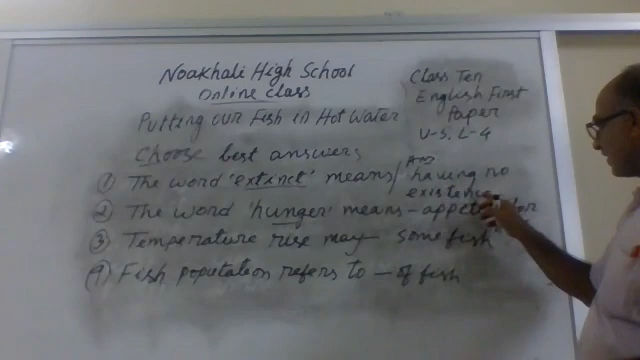 Noakhali High School
Online class
Putting our Fish in Hot Water
Choose best answers
① The word 'extinct' means/
② The word 'hunger' means – appetite for
③ Temperature rise may – some fish
④ Fish population refers to – of fish
Class Ten
English First
Paper
U-5, L-4
Ans
having no
existence